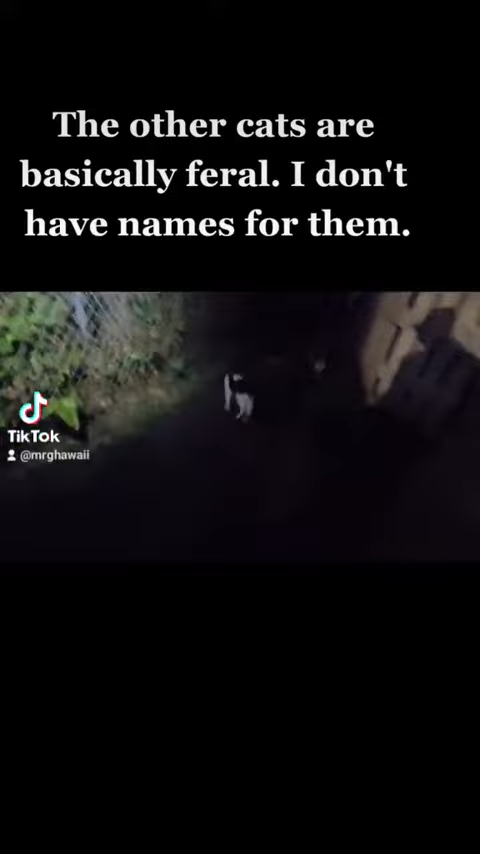 The other cats are
basically feral. I don't
have names for them.
TikTok
@mrghawaii